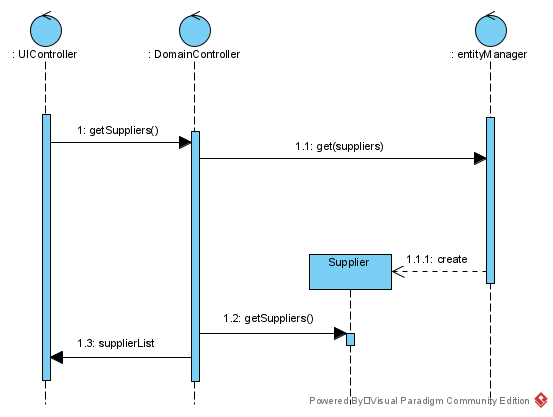 : UIController
: DomainController
: entityManager
1: getSuppliers()
1.1: get(suppliers)
Supplier
1.1.1: create
1.2: getSuppliers()
1.3: supplierList
Powered By Visual Paradigm Community Edition